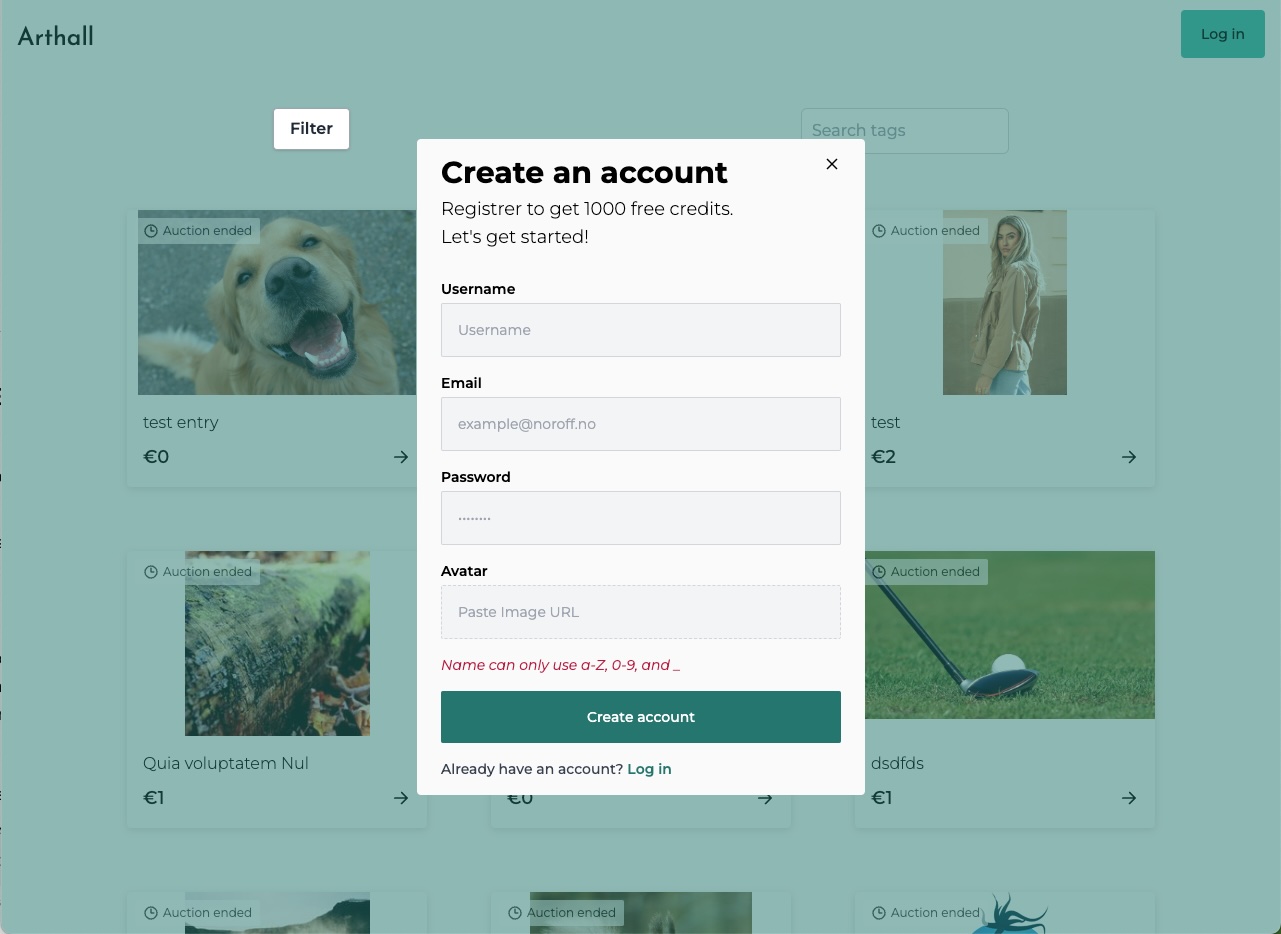 Arthall
Log in
Filter
Search tags
Create an account
Registrer to get 1000 free credits.
Let's get started!
Username
Username
Email
example@noroff.no
Password
········
Avatar
Paste Image URL
Name can only use a-Z, 0-9, and _
Create account
Already have an account? Log in
Auction ended
test entry
€0
Auction ended
test
€2
Auction ended
Quia voluptatem Nul
€1
€0
Auction ended
dsdfds
€1
Auction ended
Auction ended
Auction ended